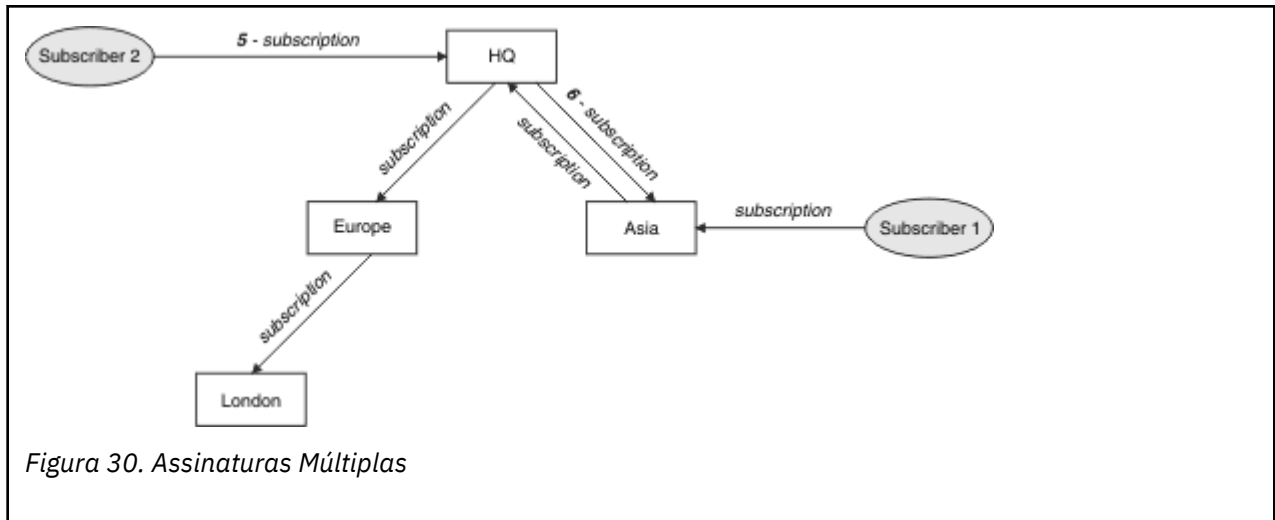 Subscriber 2
5 - subscription
HQ
6 - subscription
subscription
subscription
Europe
Asia
subscription
Subscriber 1
subscription
London
Figura 30. Assinaturas Múltiplas